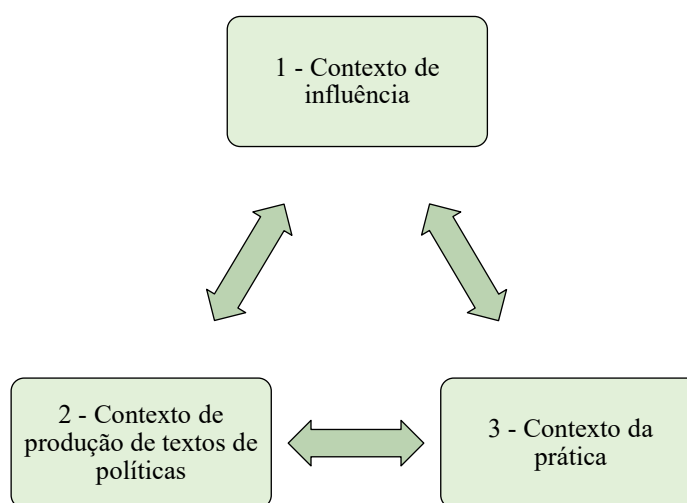 1 - Contexto de
influência
2 - Contexto de
produção de textos de
políticas
3 - Contexto da
prática